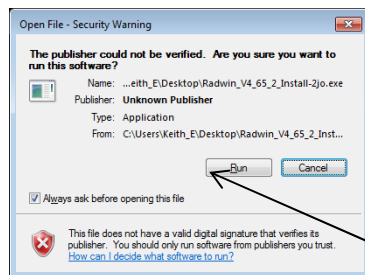 Open File - Security Warning
The publisher could not be verified. Are you sure you want to
run this software?
Name: ...eith_E\Desktop\Radwin_V4_65_2_Install-2jo.exe
Publisher: Unknown Publisher
Type: Application
From: C:\Users\Keith_E\Desktop\Radwin_V4_65_2_Inst...
Run Cancel
Always ask before opening this file
This file does not have a valid digital signature that verifies its
publisher. You should only run software from publishers you trust.
How can I decide what software to run?